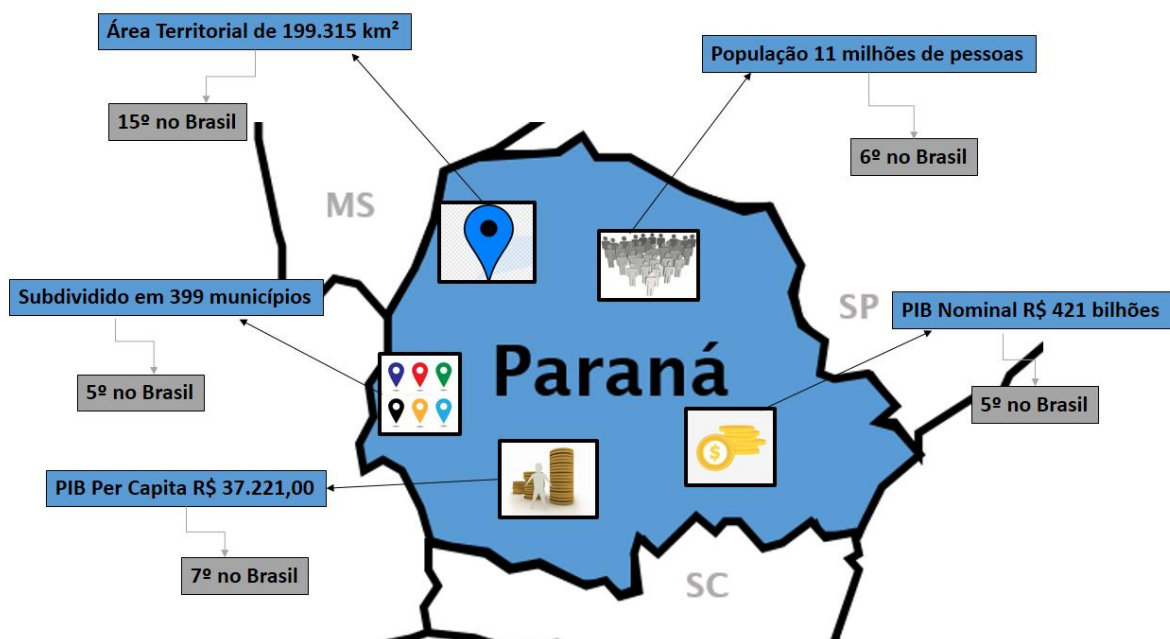 Área Territorial de 199.315 km²
15º no Brasil
População 11 milhões de pessoas
6º no Brasil
MS
Subdividido em 399 municípios
5º no Brasil
SP
PIB Nominal R$ 421 bilhões
5º no Brasil
Paraná
$
PIB Per Capita R$ 37.221,00
7º no Brasil
SC